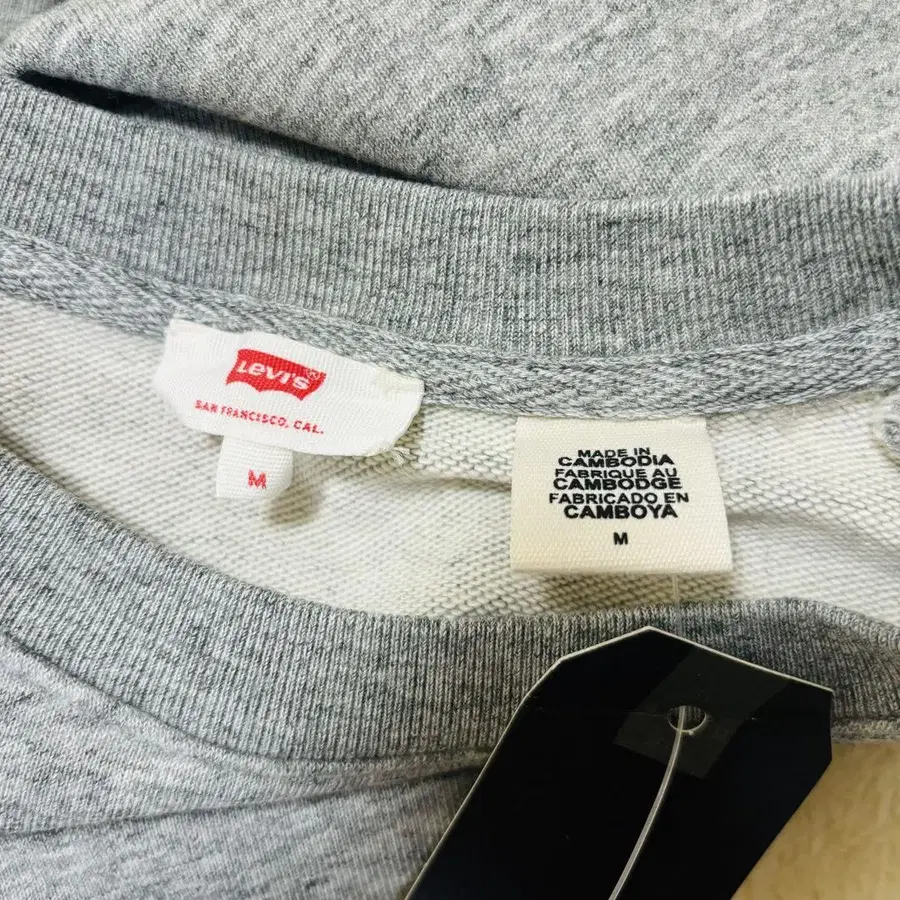 Levi's®
SAN FRANCISCO, CAL.
M
MADE IN
CAMBODIA
FABRIQUE AU
CAMBODGE
FABRICADO EN
CAMBOYA
M